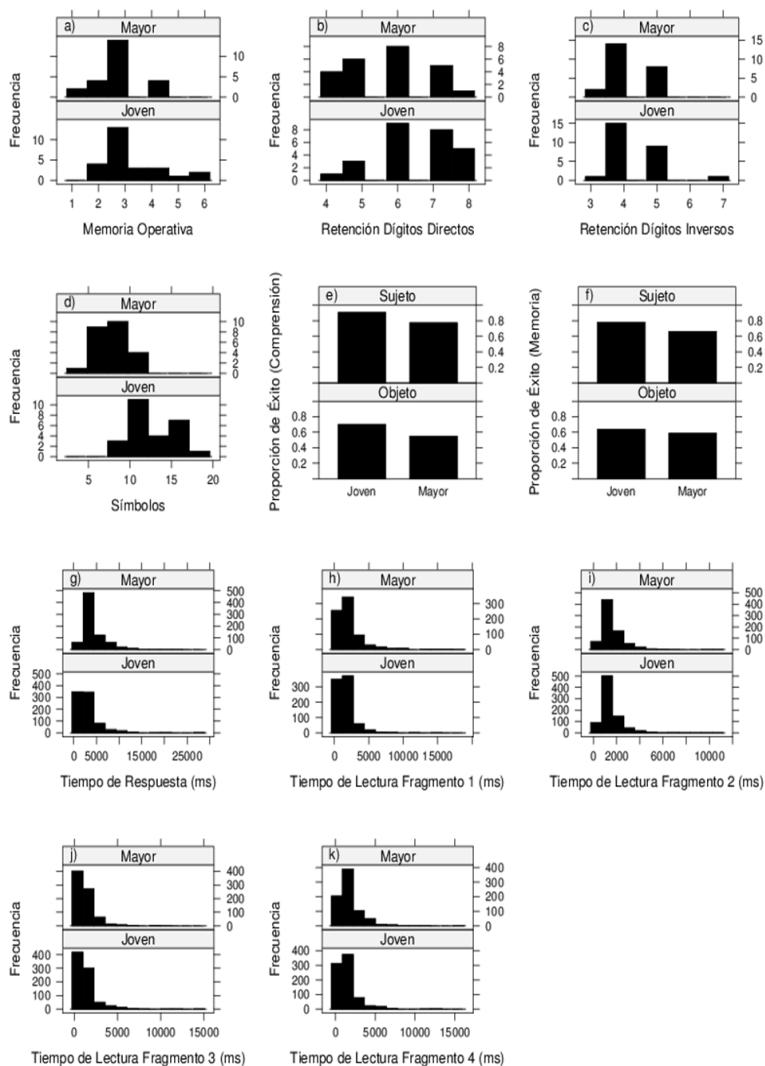 a)
Mayor
10
5
0
Joven
10
5
0
Frecuencia
1 2 3 4 5 6
Memoria Operativa
b)
Mayor
8
6
4
2
0
Joven
8
6
4
2
0
Frecuencia
4 5 6 7 8
Retención Dígitos Directos
c)
Mayor
15
10
5
0
Joven
15
10
5
0
Frecuencia
3 4 5 6 7
Retención Dígitos Inversos
d)
Mayor
10
8
6
4
2
0
Joven
10
8
6
4
2
0
Frecuencia
5 10 15 20
Símbolos
e)
Sujeto
0.8
0.6
0.4
0.2
Objeto
0.8
0.6
0.4
0.2
Proporción de Éxito (Comprensión)
Joven Mayor
f)
Sujeto
0.8
0.6
0.4
0.2
Objeto
0.8
0.6
0.4
0.2
Proporción de Éxito (Memoria)
Joven Mayor
g)
Mayor
500
400
300
200
100
0
Joven
500
400
300
200
100
0
Frecuencia
0 5000 15000 25000
Tiempo de Respuesta (ms)
h)
Mayor
300
200
100
0
Joven
300
200
100
0
Frecuencia
0 5000 10000 15000
Tiempo de Lectura Fragmento 1 (ms)
i)
Mayor
500
400
300
200
100
0
Joven
500
400
300
200
100
0
Frecuencia
0 2000 6000 10000
Tiempo de Lectura Fragmento 2 (ms)
j)
Mayor
400
300
200
100
0
Joven
400
300
200
100
0
Frecuencia
0 5000 10000 15000
Tiempo de Lectura Fragmento 3 (ms)
k)
Mayor
400
300
200
100
0
Joven
400
300
200
100
0
Frecuencia
0 5000 10000 15000
Tiempo de Lectura Fragmento 4 (ms)